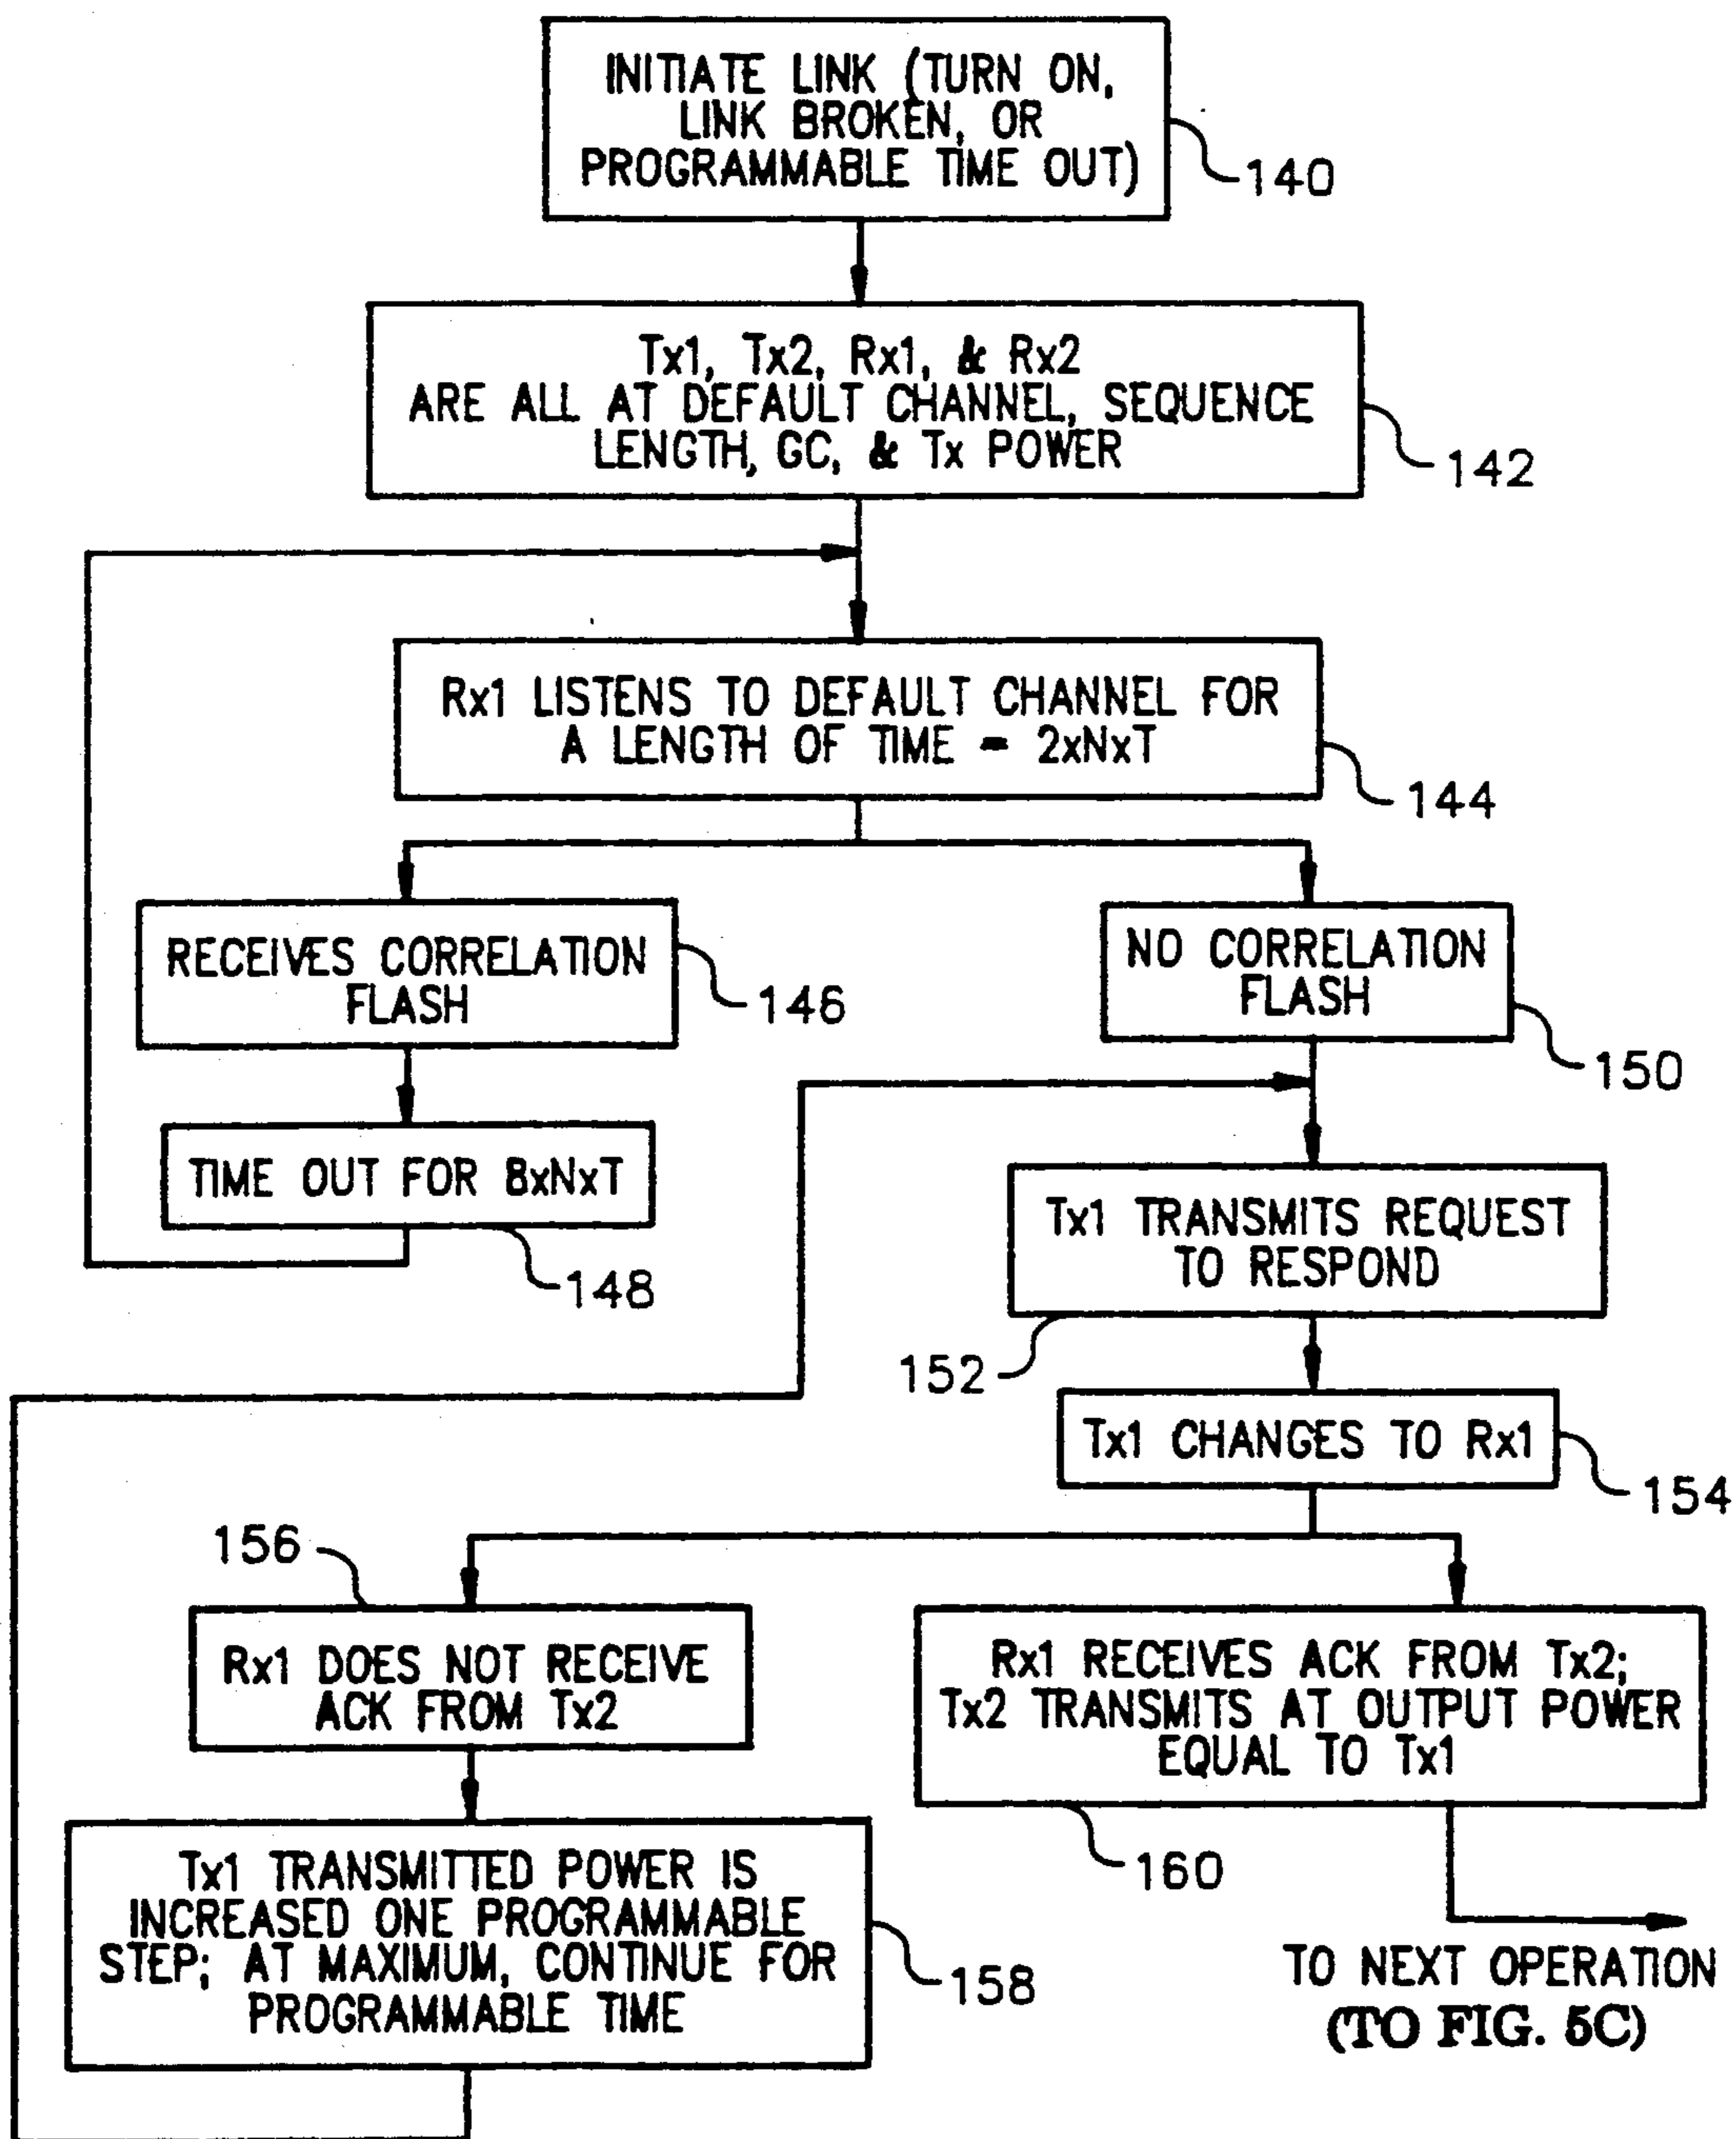 INITIATE LINK (TURN ON,
LINK BROKEN, OR
PROGRAMMABLE TIME OUT)
140
Tx1, Tx2, Rx1, & Rx2
ARE ALL AT DEFAULT CHANNEL, SEQUENCE
LENGTH, GC, & Tx POWER
142
Rx1 LISTENS TO DEFAULT CHANNEL FOR
A LENGTH OF TIME = 2xNxT
144
RECEIVES CORRELATION
FLASH
146
NO CORRELATION
FLASH
150
TIME OUT FOR 8xNxT
148
Tx1 TRANSMITS REQUEST
TO RESPOND
152
Tx1 CHANGES TO Rx1
154
156
Rx1 DOES NOT RECEIVE
ACK FROM Tx2
Rx1 RECEIVES ACK FROM Tx2;
Tx2 TRANSMITS AT OUTPUT POWER
EQUAL TO Tx1
160
Tx1 TRANSMITTED POWER IS
INCREASED ONE PROGRAMMABLE
STEP; AT MAXIMUM, CONTINUE FOR
PROGRAMMABLE TIME
158
TO NEXT OPERATION
(TO FIG. 5C)